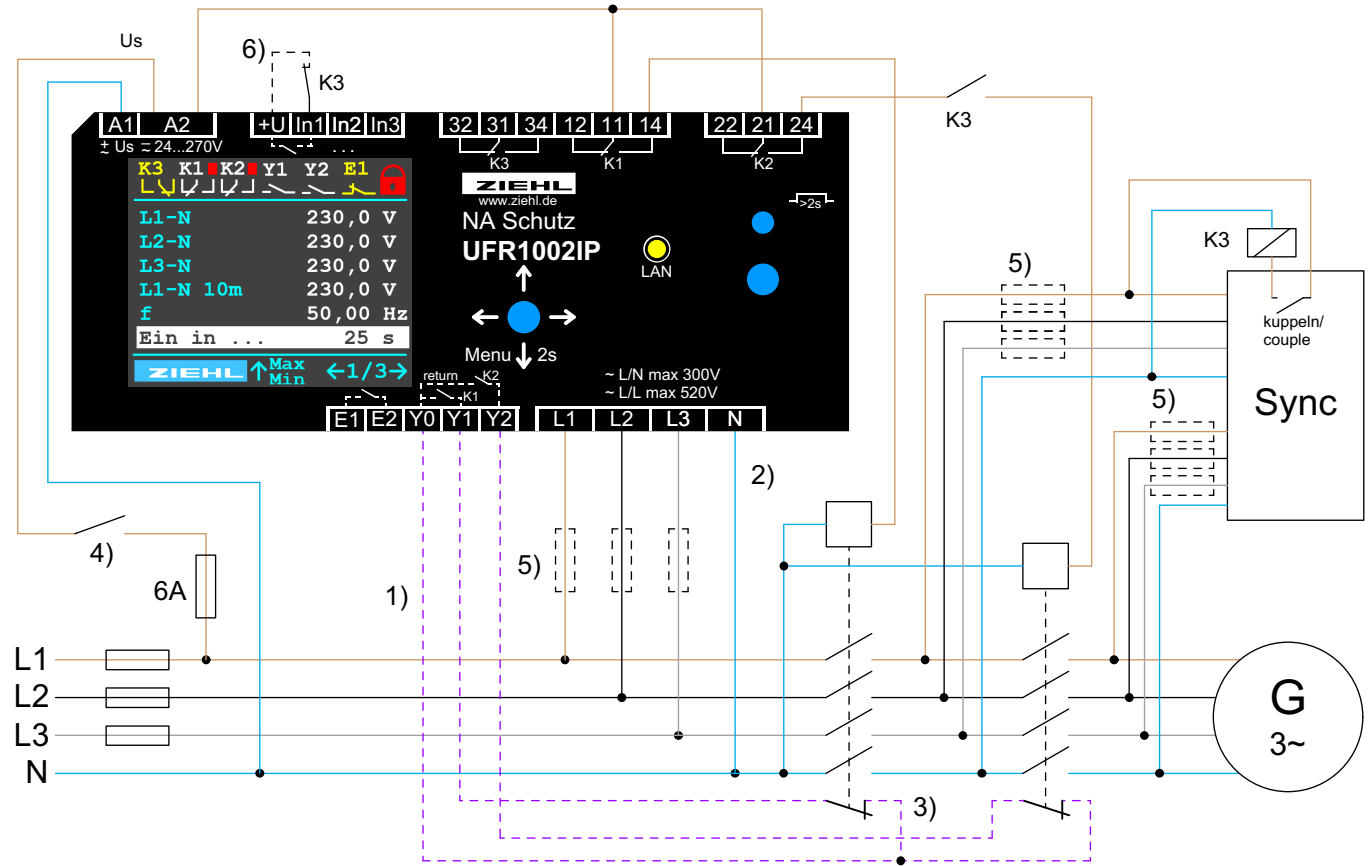 Us
6)
K3
K3
A1 A2
+U In1 In2 In3
32 31 34 12 11 14
22 21 24
± Us ≂ 24...270V
...
K3
K1
K2
K3 K1 K2 Y1 Y2 E1
L1-N 230,0 V
L2-N 230,0 V
L3-N 230,0 V
L1-N 10m 230,0 V
f 50,00 Hz
Ein in ... 25 s
ZIEHL ↑ Max Min ←1/3→
ZIEHL
www.ziehl.de
NA Schutz
UFR1002IP
LAN
>2s
Menu 2s
return K2
K1
~ L/N max 300V
~ L/L max 520V
E1 E2 Y0 Y1 Y2
L1 L2 L3 N
K3
kuppeln/
couple
Sync
5)
5)
2)
4)
5)
6A
1)
L1
L2
L3
N
3)
G
3~